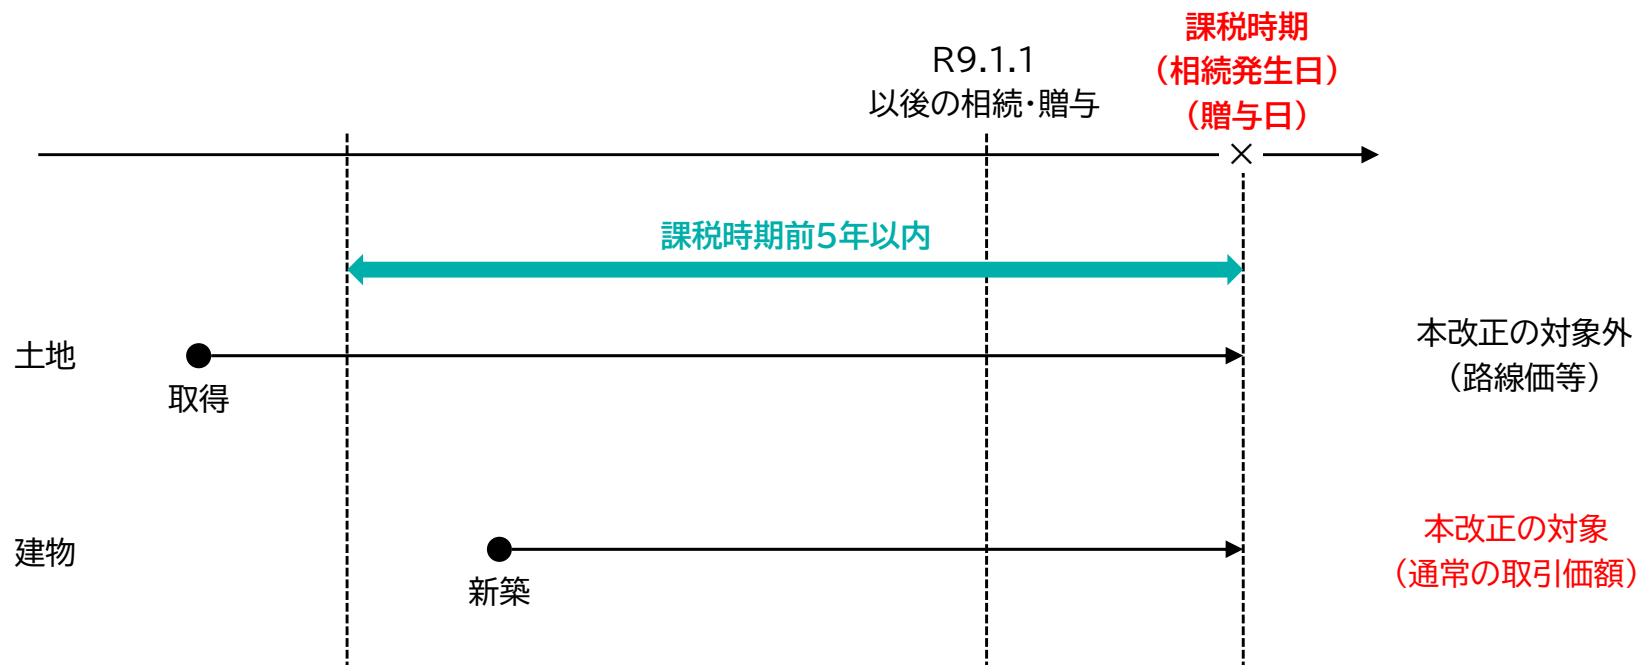 課税時期
（相続発生日）
（贈与日）
R9.1.1
以後の相続・贈与
課税時期前5年以内
土地
取得
本改正の対象外
（路線価等）
建物
新築
本改正の対象
（通常の取引価額）